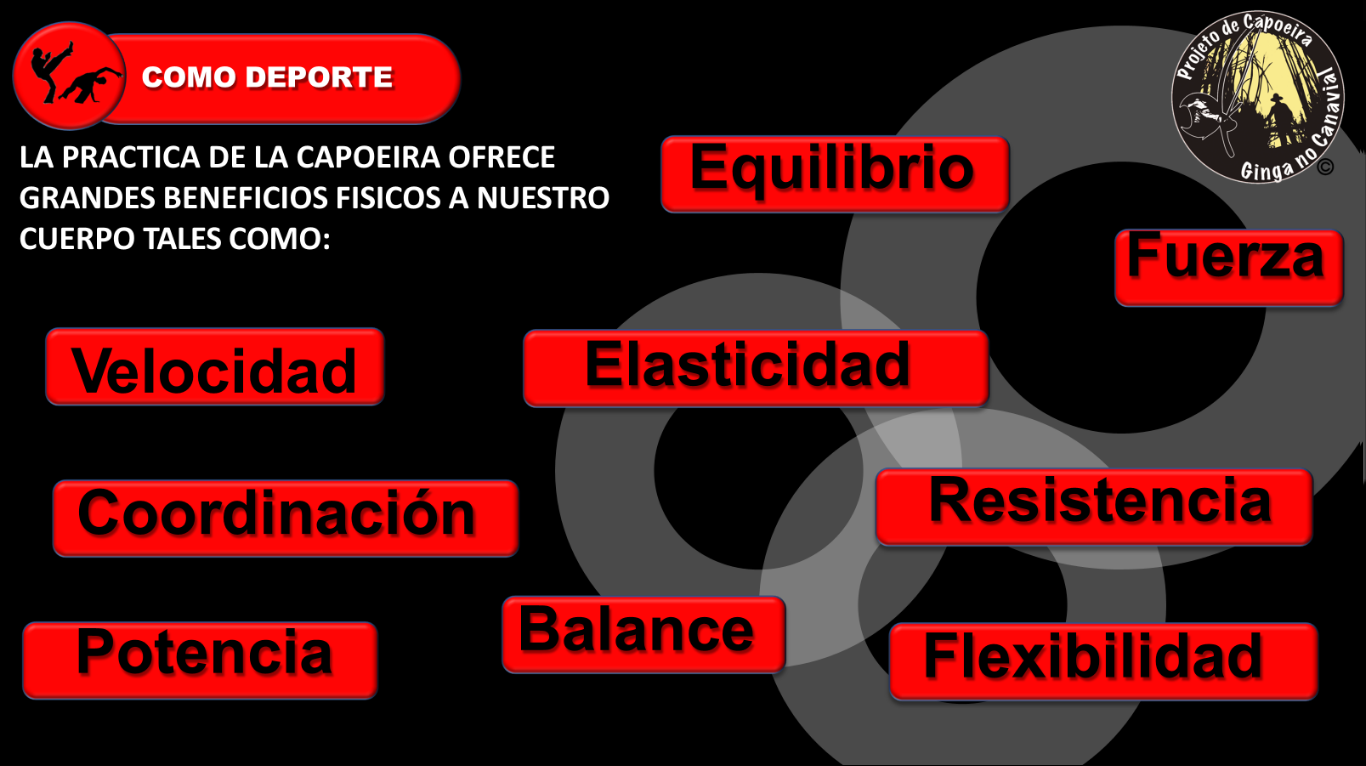 COMO DEPORTE
LA PRACTICA DE LA CAPOEIRA OFRECE
GRANDES BENEFICIOS FISICOS A NUESTRO
CUERPO TALES COMO:
Projeto de Capoeira
Ginga no Canavial
©
Equilibrio
Fuerza
Velocidad
Elasticidad
Coordinación
Resistencia
Potencia
Balance
Flexibilidad